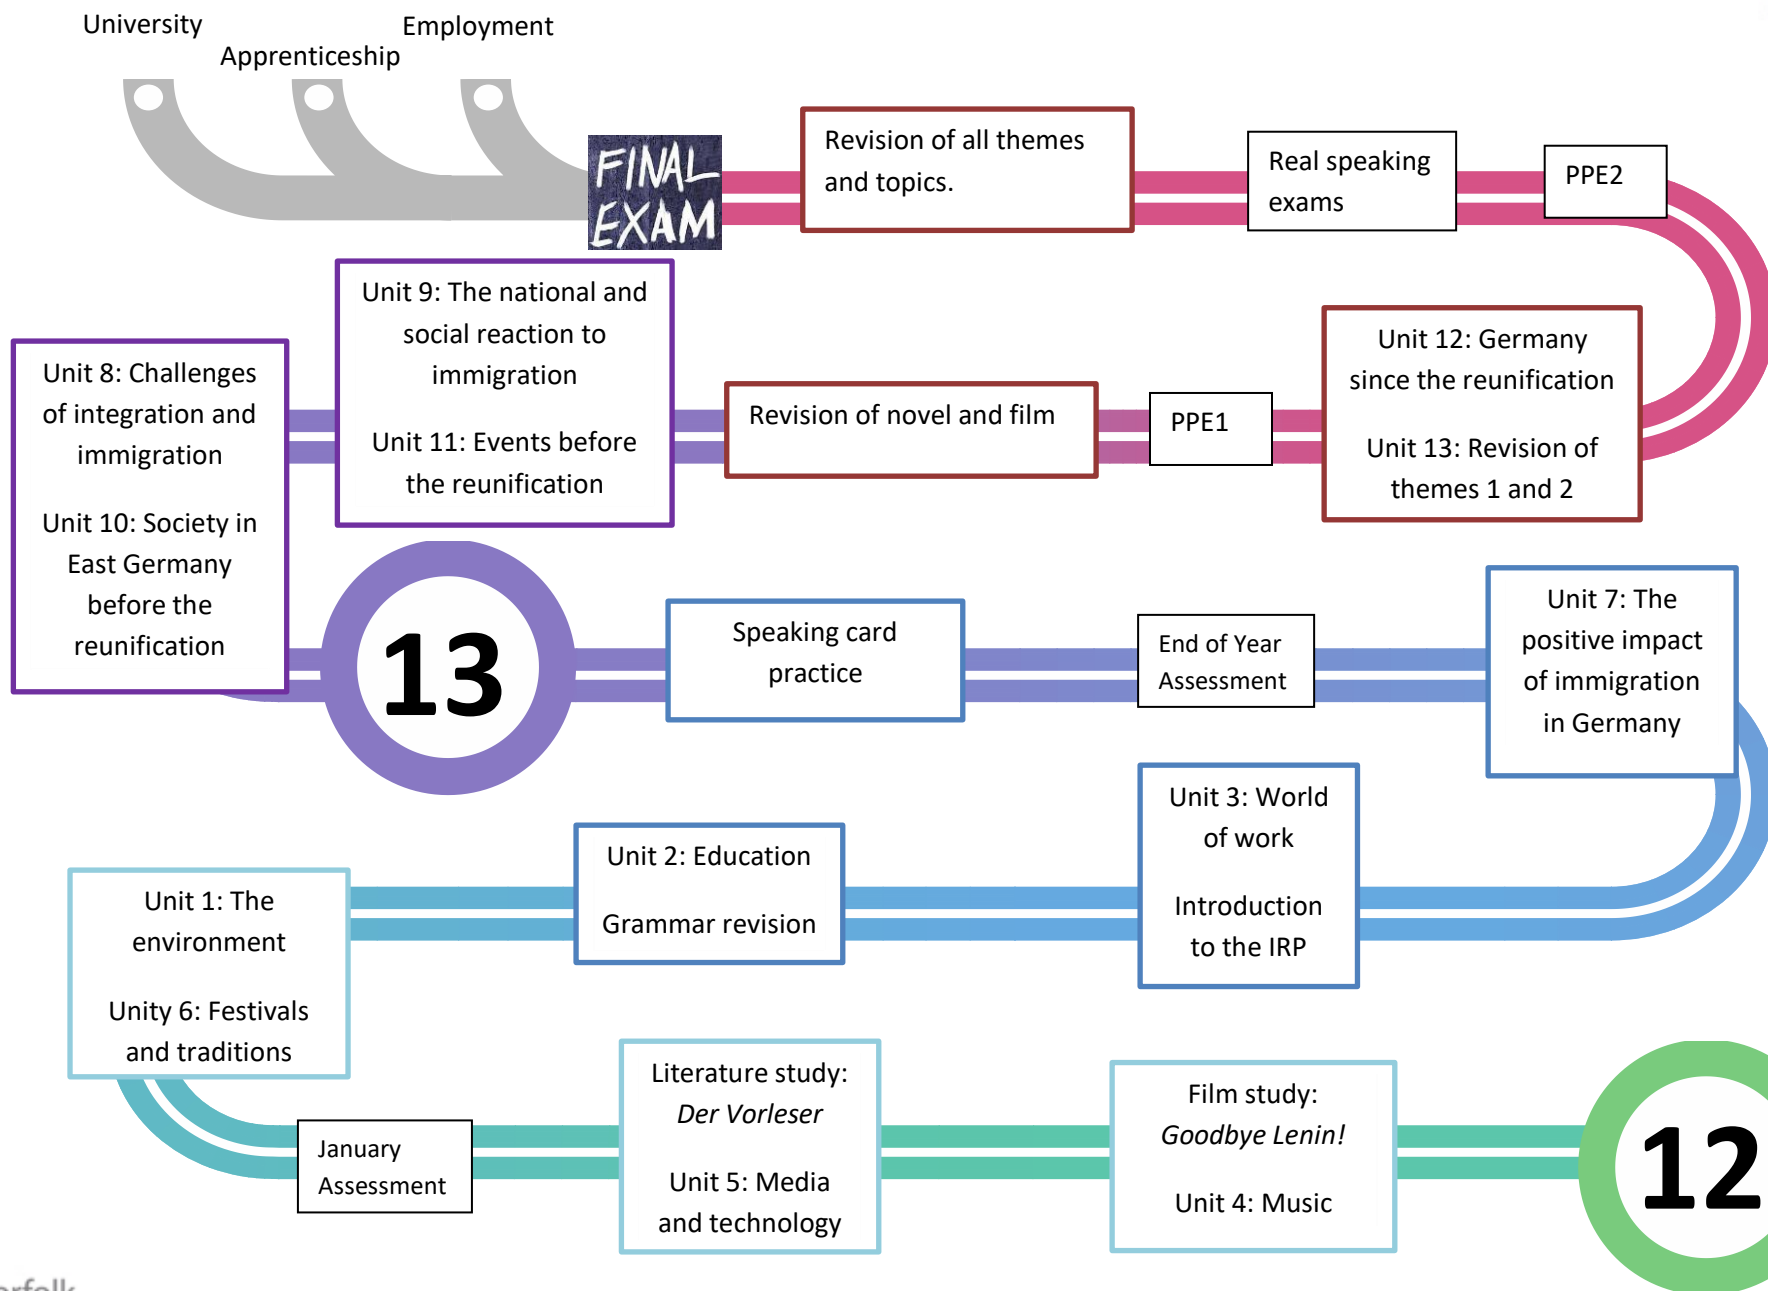 University
Employment
Apprenticeship
FINAL
EXAM
Revision of all themes
and topics.
Real speaking
exams
PPE2
Unit 8: Challenges
of integration and
immigration
Unit 10: Society in
East Germany
before the
reunification
Unit 9: The national and
social reaction to
immigration
Unit 11: Events before
the reunification
Revision of novel and film
PPE1
Unit 12: Germany
since the reunification
Unit 13: Revision of
themes 1 and 2
13
Speaking card
practice
End of Year
Assessment
Unit 7: The
positive impact
of immigration
in Germany
Unit 1: The
environment
Unity 6: Festivals
and traditions
Unit 2: Education
Grammar revision
Unit 3: World
of work
Introduction
to the IRP
January
Assessment
Literature study:
Der Vorleser
Unit 5: Media
and technology
Film study:
Goodbye Lenin!
Unit 4: Music
12